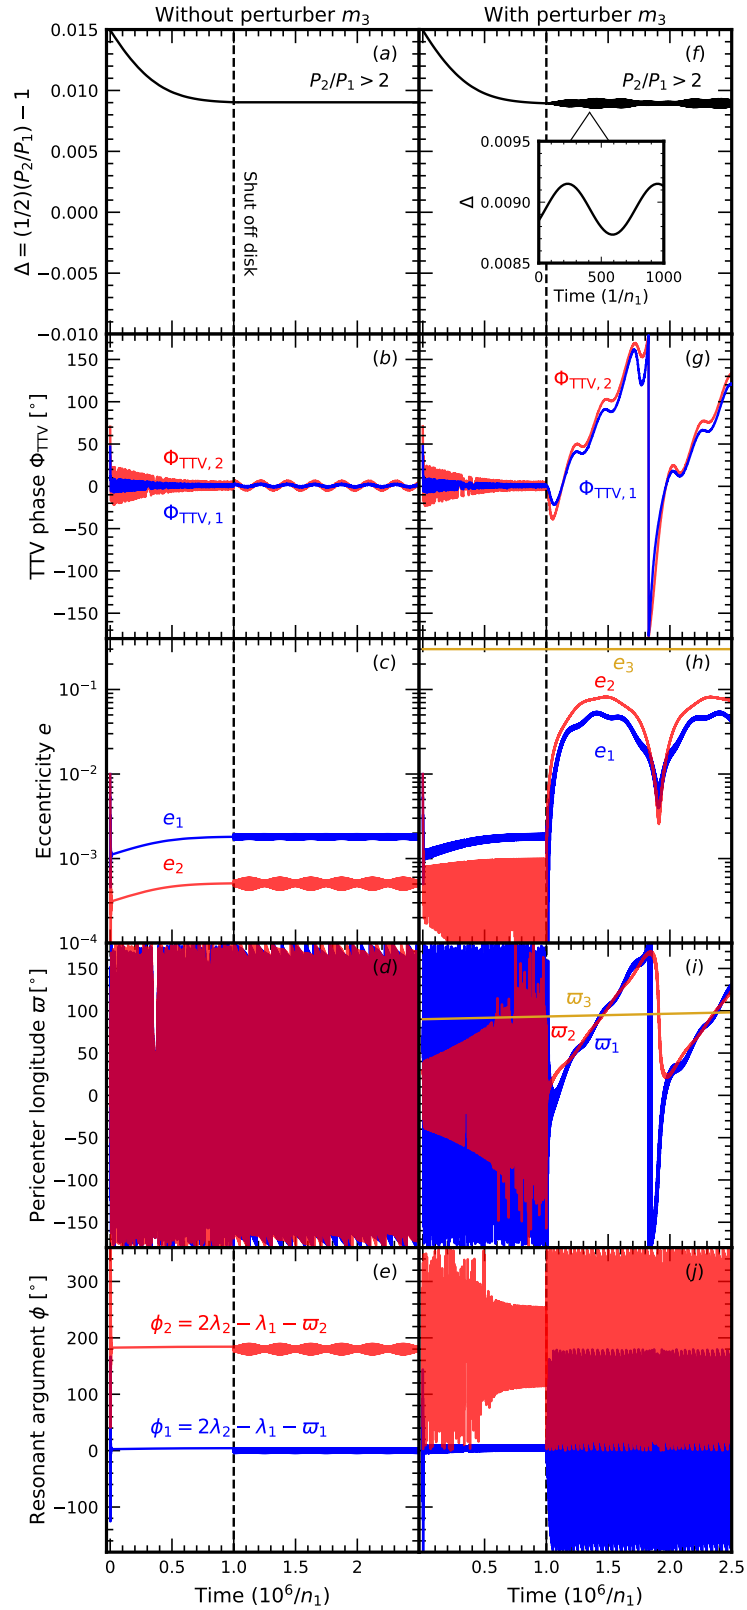 Without perturber m₃
With perturber m₃
Δ = (1/2)(P₂/P₁) − 1
0.015
0.010
0.005
0.000
−0.005
−0.010
(a)
P₂/P₁ > 2
Shut off disk
(f)
P₂/P₁ > 2
Δ
0.0095
0.0090
0.0085
0 500 1000
Time (1/n₁)
TTV phase Φ_TTV [°]
150
100
50
0
−50
−100
−150
(b)
Φ_TTV, 2
Φ_TTV, 1
(g)
Φ_TTV, 2
Φ_TTV, 1
Eccentricity e
10⁻¹
10⁻²
10⁻³
10⁻⁴
(c)
e₁
e₂
(h)
e₃
e₂
e₁
Pericenter longitude ϖ [°]
150
100
50
0
−50
−100
−150
(d)
(i)
ϖ₃
ϖ₂
ϖ₁
Resonant argument ϕ [°]
300
200
100
0
−100
(e)
ϕ₂ = 2λ₂ − λ₁ − ϖ₂
ϕ₁ = 2λ₂ − λ₁ − ϖ₁
(j)
0 0.5 1.0 1.5 2.0
0.5 1.0 1.5 2.0 2.5
Time (10⁶/n₁)
Time (10⁶/n₁)